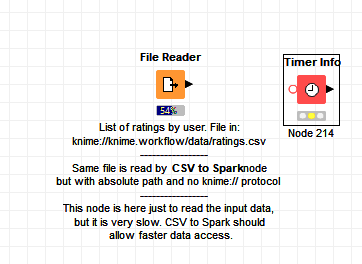 File Reader
Timer Info
54%
List of ratings by user. File in:
knime://knime.workflow/data/ratings.csv
Node 214
-----------------
Same file is read by CSV to Sparknode
but with absolute path and no knime:// protocol
-----------------
This node is here just to read the input data,
but it is very slow. CSV to Spark should
allow faster data access.